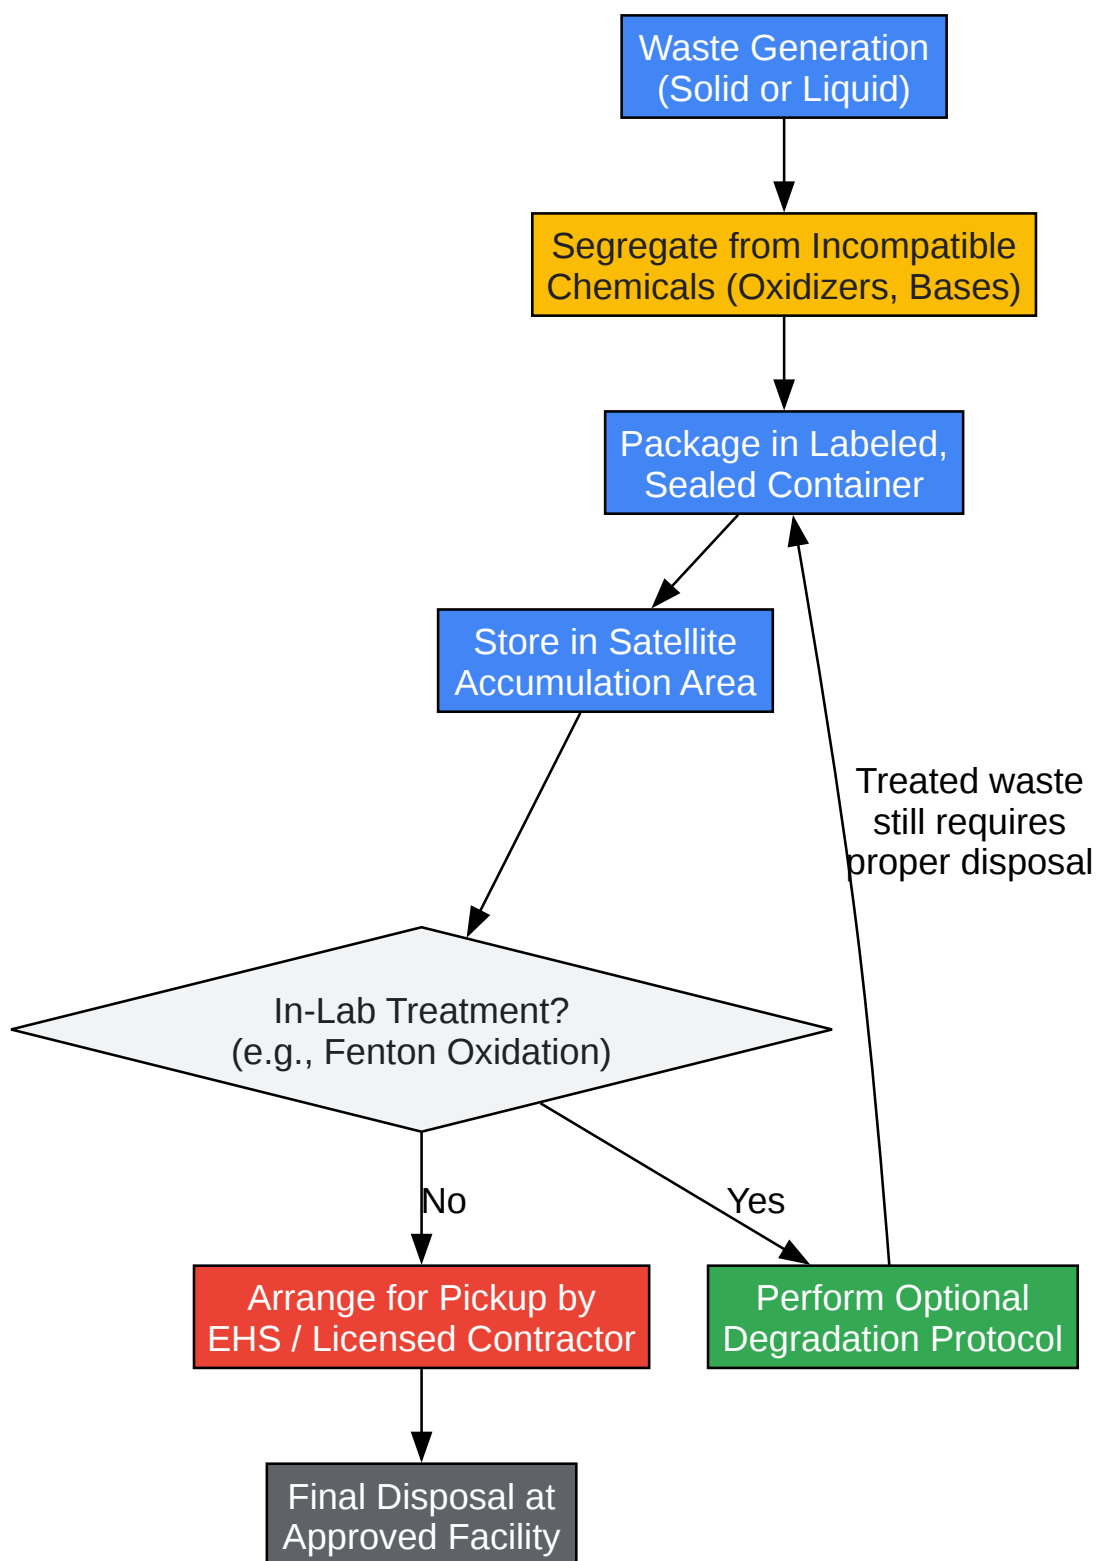 Waste Generation
(Solid or Liquid)
Segregate from Incompatible
Chemicals (Oxidizers, Bases)
Package in Labeled,
Sealed Container
Store in Satellite
Accumulation Area
Treated waste
still requires
proper disposal
In-Lab Treatment?
(e.g., Fenton Oxidation)
No
Yes
Arrange for Pickup by
EHS / Licensed Contractor
Perform Optional
Degradation Protocol
Final Disposal at
Approved Facility